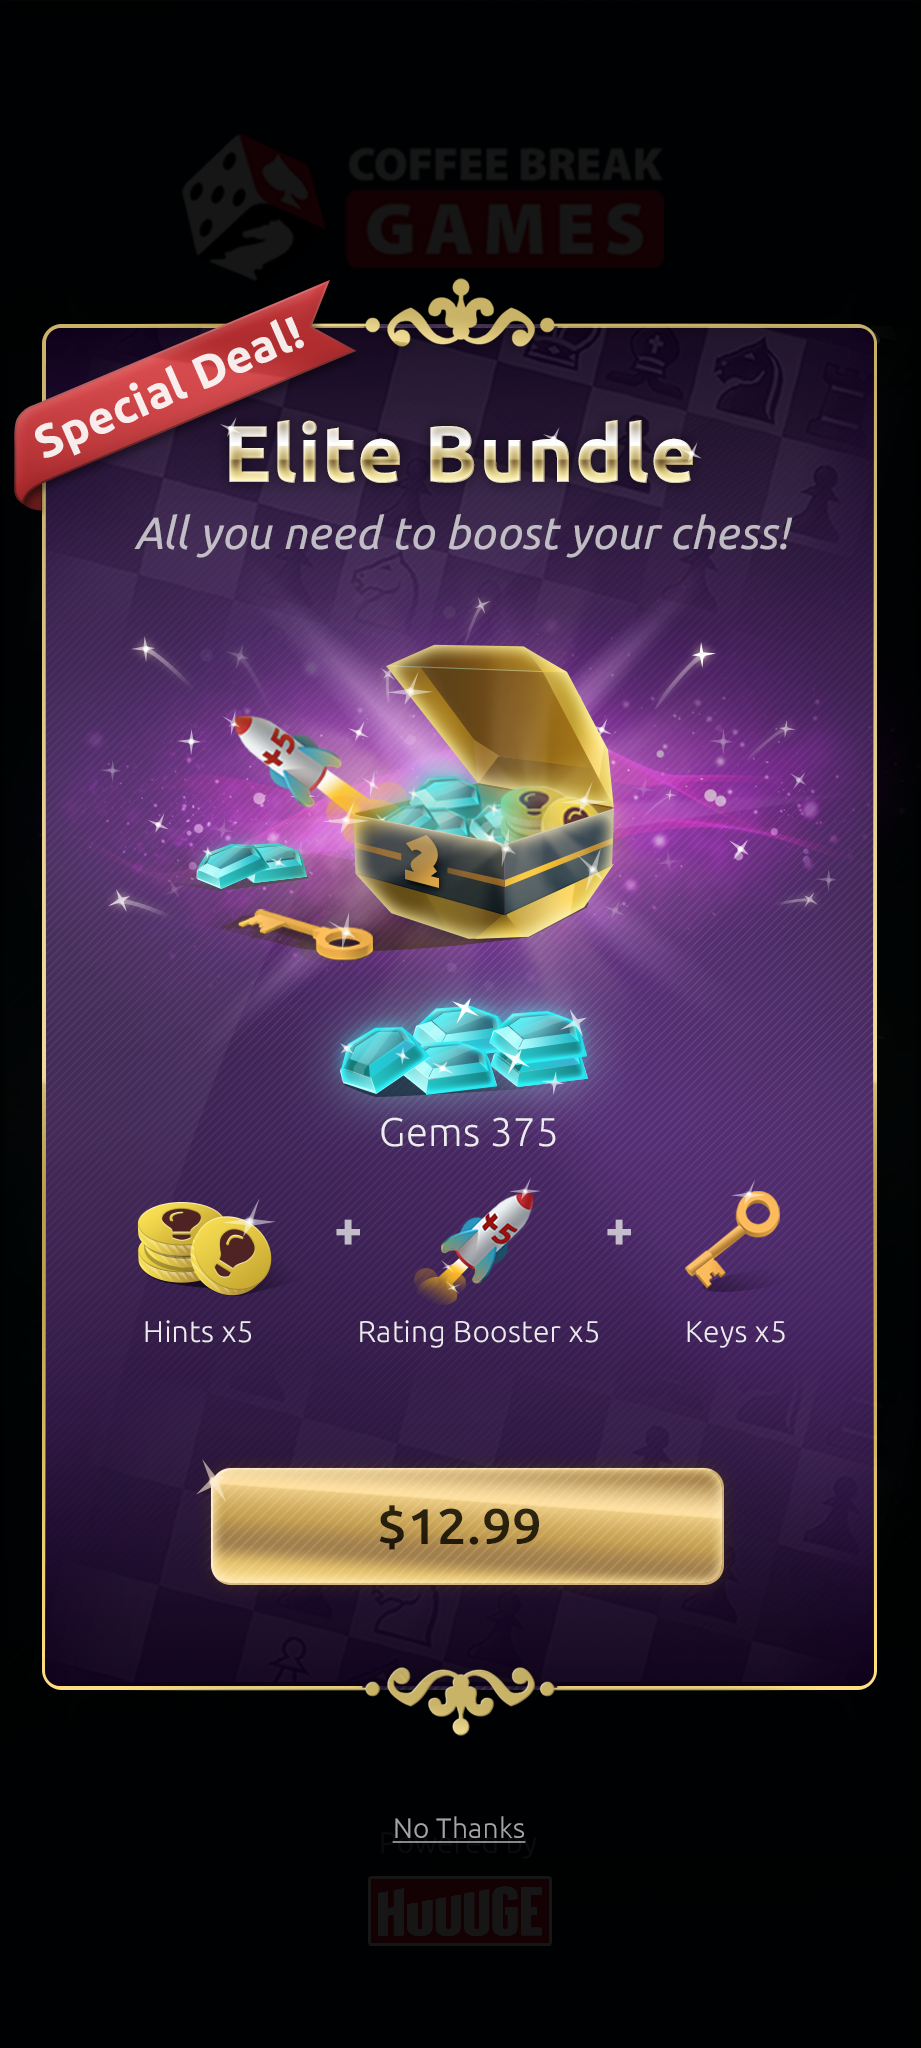 COFFEE BREAK
GAMES
Special Deal!
Elite Bundle
All you need to boost your chess!
+5
Gems 375
+5
Hints x5
Rating Booster x5
Keys x5
$12.99
No Thanks
Powered by
HUUUGE